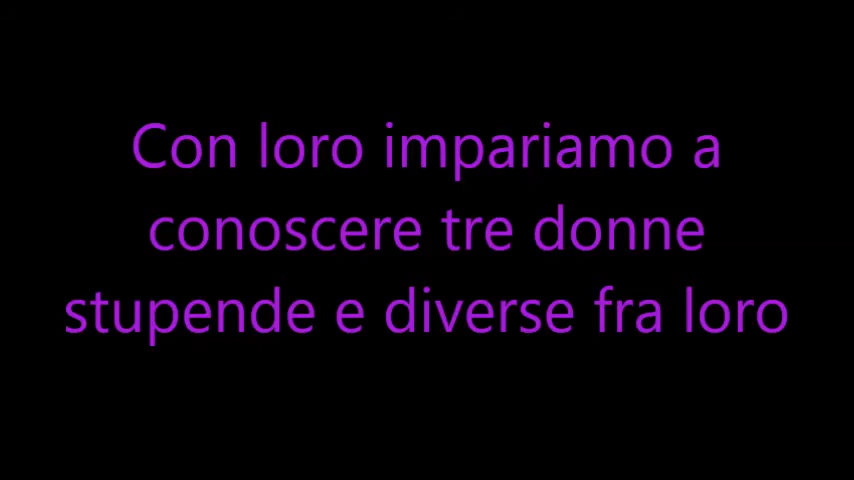 Con loro impariamo a
conoscere tre donne
stupende e diverse fra loro